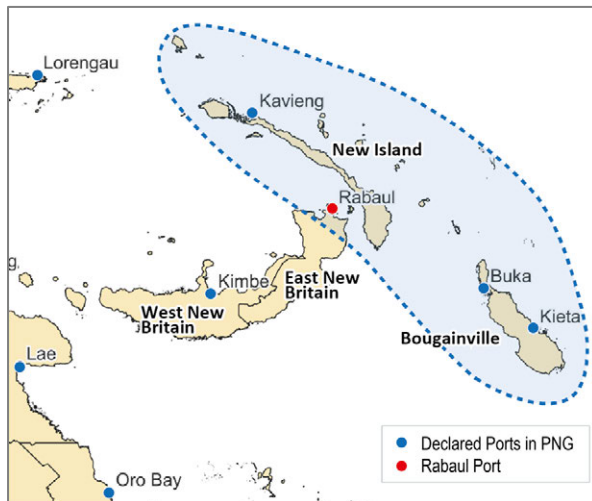 Lorengau
Kavieng
New Island
Rabaul
Kimbe
East New
Britain
West New
Britain
Buka
Kieta
Bougainville
Lae
Oro Bay
Declared Ports in PNG
Rabaul Port